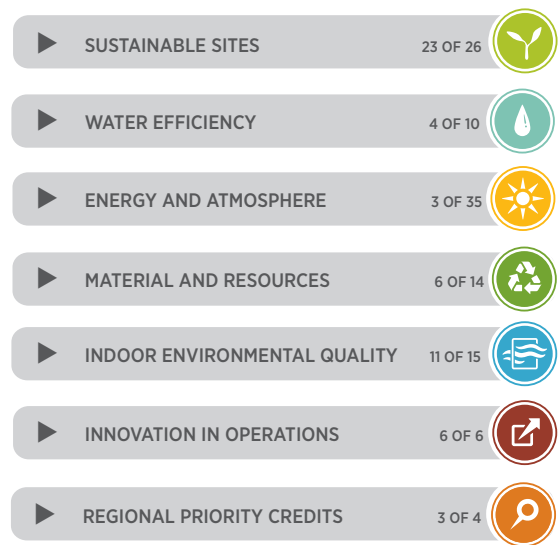 SUSTAINABLE SITES 23 OF 26
WATER EFFICIENCY 4 OF 10
ENERGY AND ATMOSPHERE 3 OF 35
MATERIAL AND RESOURCES 6 OF 14
INDOOR ENVIRONMENTAL QUALITY 11 OF 15
INNOVATION IN OPERATIONS 6 OF 6
REGIONAL PRIORITY CREDITS 3 OF 4